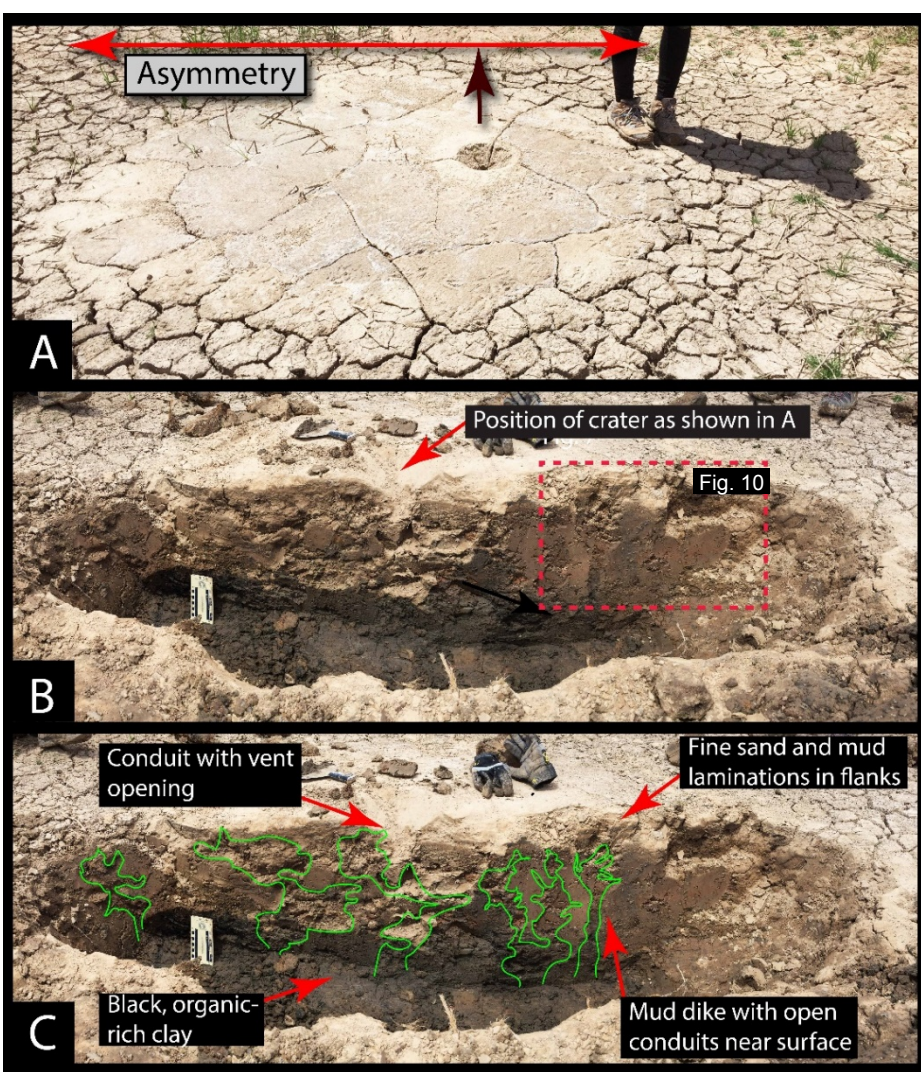 Asymmetry
A
Position of crater as shown in A
Fig. 10
B
Conduit with vent
opening
Fine sand and mud
laminations in flanks
Black, organic-
rich clay
Mud dike with open
conduits near surface
C